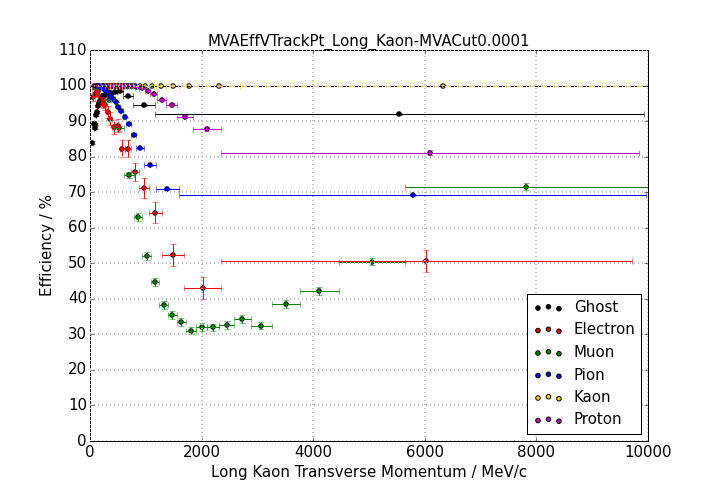 MVAEffVTrackPt_Long_Kaon-MVACut0.0001
110
100
90
80
70
60
50
40
30
20
10
0
Efficiency / %
0 2000 4000 6000 8000 10000
Long Kaon Transverse Momentum / MeV/c
Ghost
Electron
Muon
Pion
Kaon
Proton